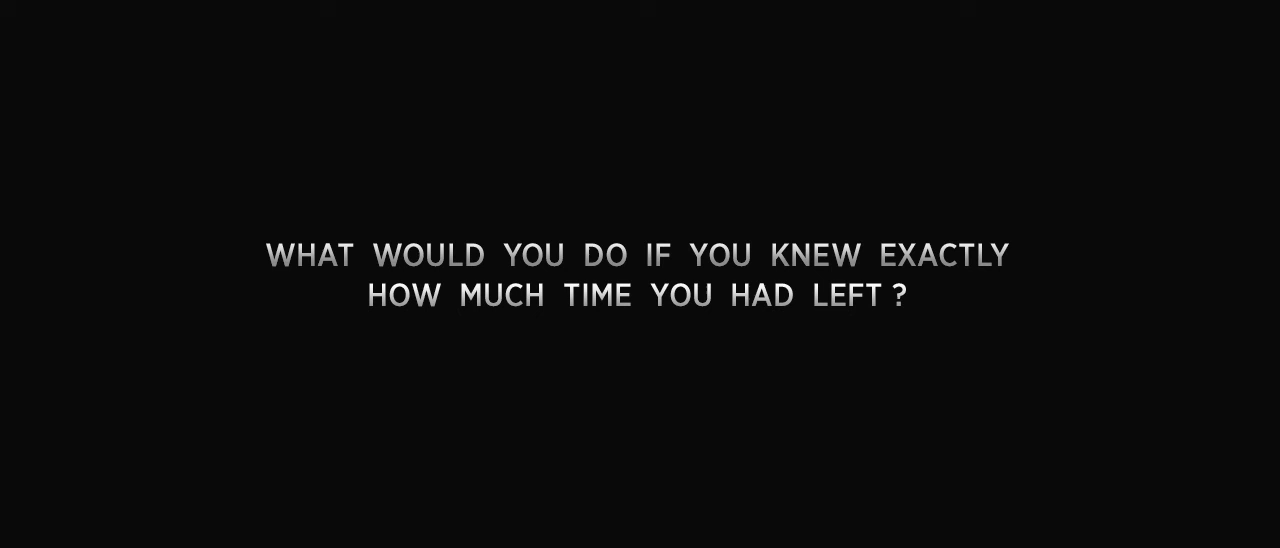 WHAT WOULD YOU DO IF YOU KNEW EXACTLY
HOW MUCH TIME YOU HAD LEFT ?